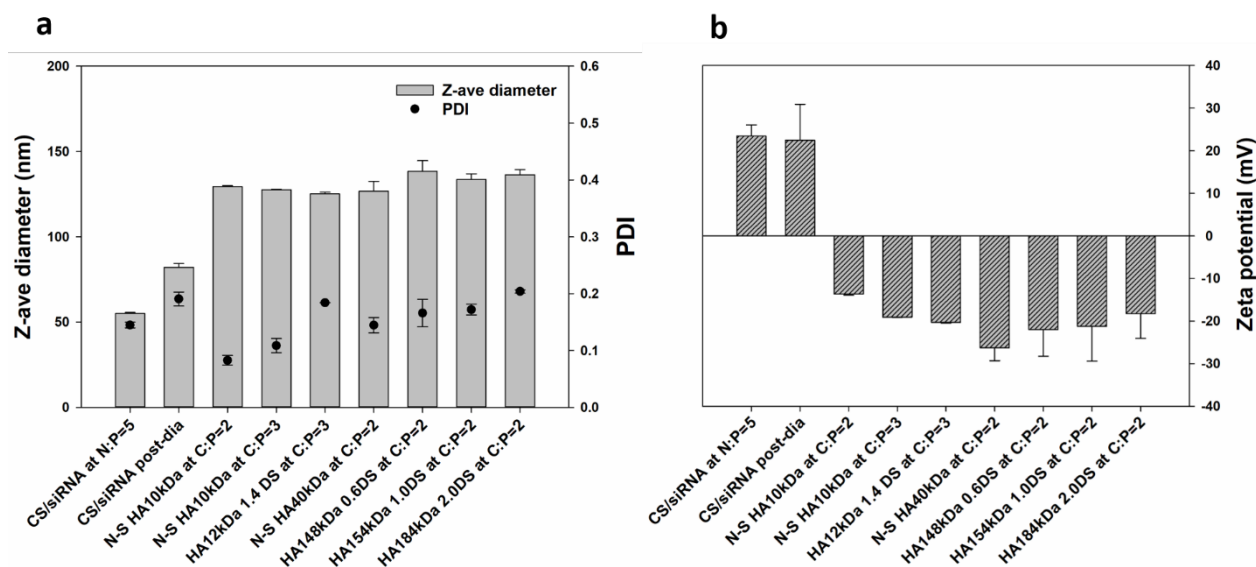 a
200
150
100
50
0
Z-ave diameter (nm)
Z-ave diameter
PDI
0.6
0.5
0.4
0.3
0.2
0.1
0.0
PDI
CS/siRNA at N:P=5
CS/siRNA post-dia
N-S HA10kDa at C:P=2
N-S HA10kDa at C:P=3
HA12kDa 1.4 DS at C:P=3
N-S HA40kDa at C:P=2
HA148kDa 0.6DS at C:P=2
HA154kDa 1.0DS at C:P=2
HA184kDa 2.0DS at C:P=2
b
40
30
20
10
0
-10
-20
-30
-40
Zeta potential (mV)
CS/siRNA at N:P=5
CS/siRNA post-dia
N-S HA10kDa at C:P=2
N-S HA10kDa at C:P=3
HA12kDa 1.4 DS at C:P=3
N-S HA40kDa at C:P=2
HA148kDa 0.6DS at C:P=2
HA154kDa 1.0DS at C:P=2
HA184kDa 2.0DS at C:P=2